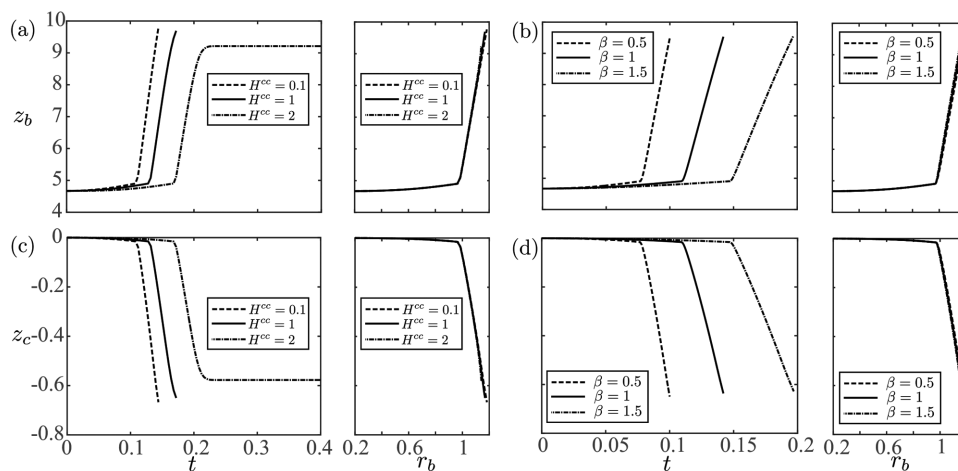 (a)
10
9
8
7
6
5
4
z_b
H^{cc} = 0.1
H^{cc} = 1
H^{cc} = 2
H^{cc} = 0.1
H^{cc} = 1
H^{cc} = 2
(b)
β = 0.5
β = 1
β = 1.5
β = 0.5
β = 1
β = 1.5
(c)
0
-0.2
-0.4
-0.6
-0.8
z_c
H^{cc} = 0.1
H^{cc} = 1
H^{cc} = 2
H^{cc} = 0.1
H^{cc} = 1
H^{cc} = 2
(d)
β = 0.5
β = 1
β = 1.5
β = 0.5
β = 1
β = 1.5
0 0.1 0.2 0.3 0.4
0.2 0.6 1
0 0.05 0.1 0.15 0.2
0.2 0.6 1
t
r_b
t
r_b